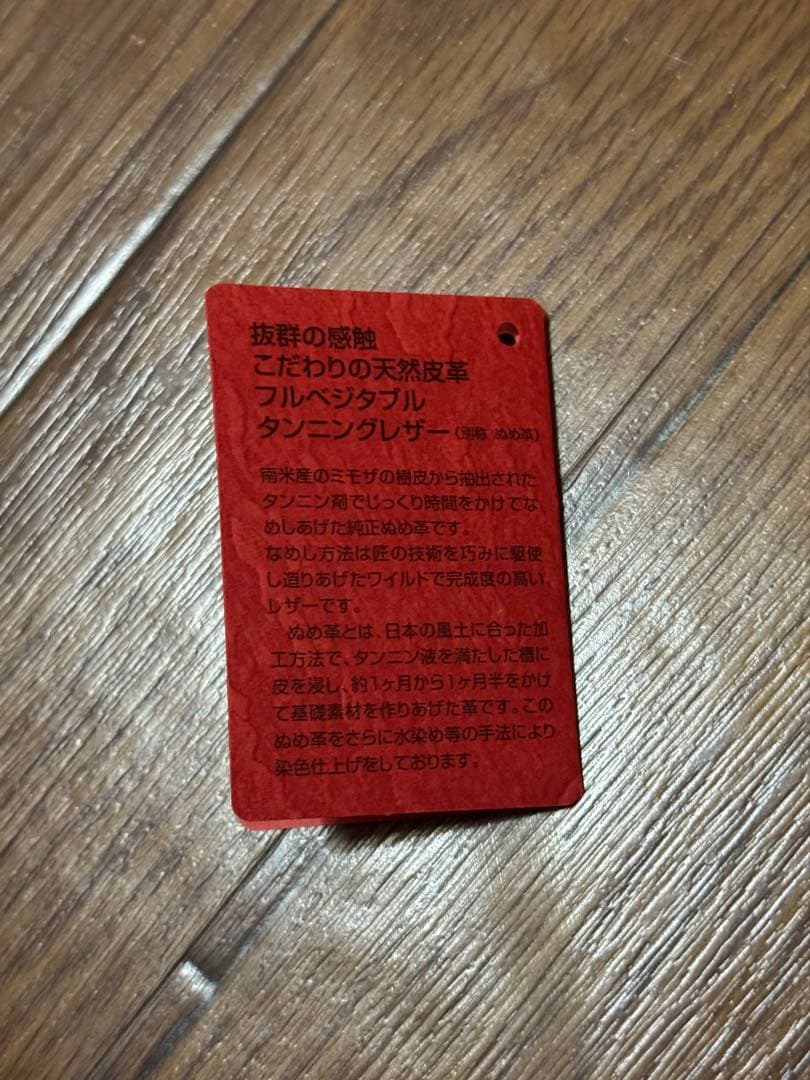 抜群の感触
こだわりの天然皮革
フルベジタブル
タンニングレザー（別称 ぬめ革）
南米産のミモザの樹皮から抽出された
タンニン剤でじっくり時間をかけてな
めしあげた純正ぬめ革です。
なめし方法は匠の技術を巧みに駆使
し造りあげたワイルドで完成度の高い
レザーです。
　ぬめ革とは、日本の風土に合った加
工方法で、タンニン液を満たした槽に
皮を浸し、約1ヶ月から1ヶ月半をかけ
て基礎素材を作りあげた革です。この
ぬめ革をさらに水染め等の手法により
染色仕上げをしております。